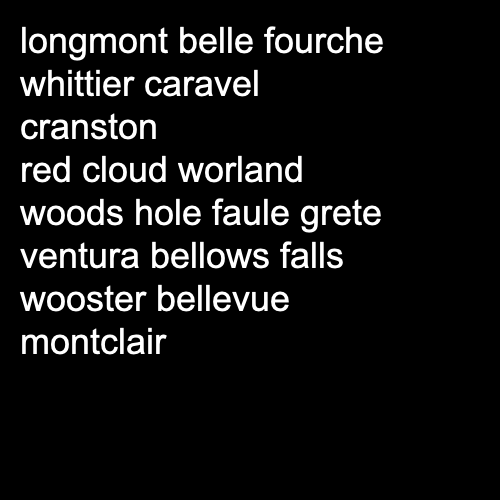 longmont belle fourche
whittier caravel
cranston
red cloud worland
woods hole faule grete
ventura bellows falls
wooster bellevue
montclair